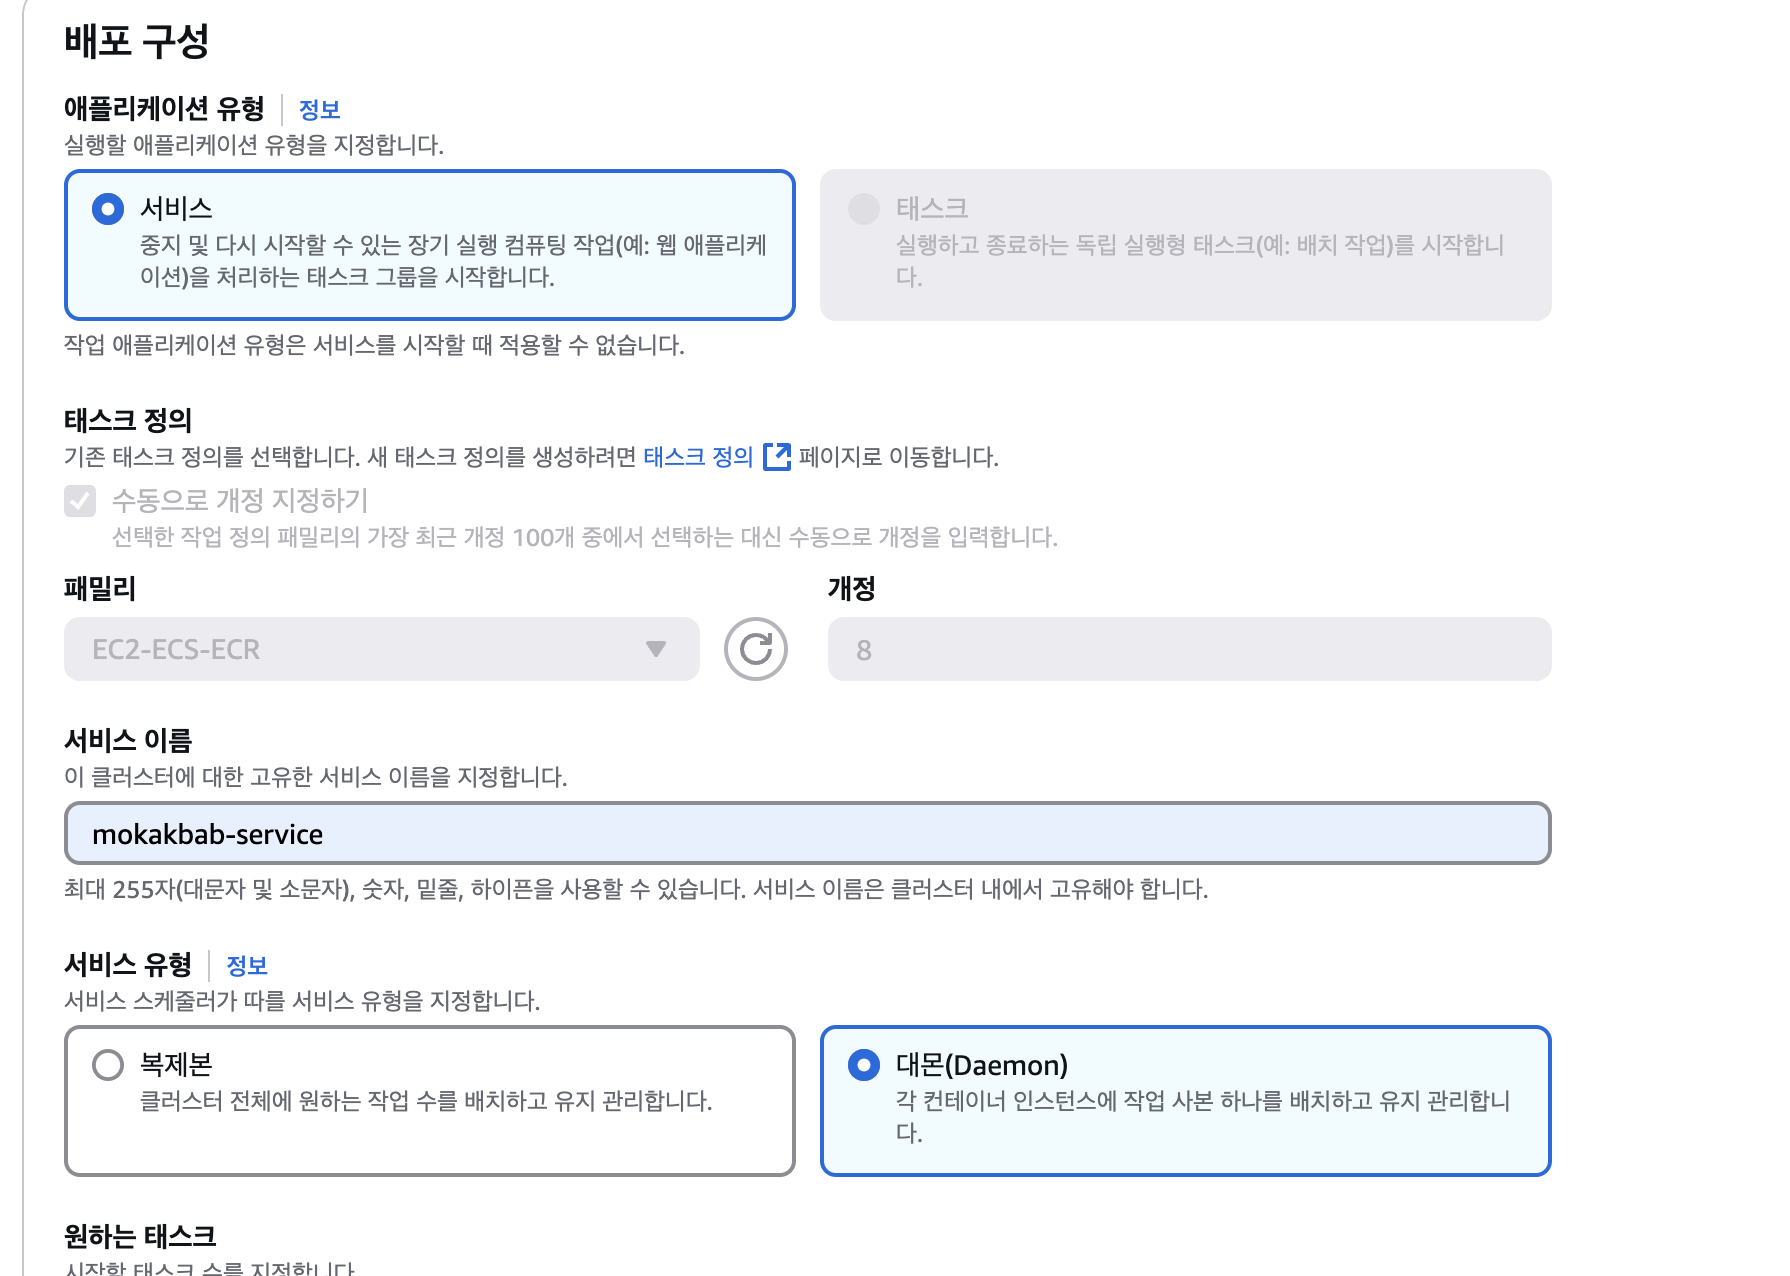 배포 구성
애플리케이션 유형 정보
실행할 애플리케이션 유형을 지정합니다.
서비스
중지 및 다시 시작할 수 있는 장기 실행 컴퓨팅 작업(예: 웹 애플리케
이션)을 처리하는 태스크 그룹을 시작합니다.
태스크
실행하고 종료하는 독립 실행형 태스크(예: 배치 작업)를 시작합니
다.
작업 애플리케이션 유형은 서비스를 시작할 때 적용할 수 없습니다.
태스크 정의
기존 태스크 정의를 선택합니다. 새 태스크 정의를 생성하려면 태스크 정의 페이지로 이동합니다.
수동으로 개정 지정하기
선택한 작업 정의 패밀리의 가장 최근 개정 100개 중에서 선택하는 대신 수동으로 개정을 입력합니다.
패밀리
EC2-ECS-ECR
개정
8
서비스 이름
이 클러스터에 대한 고유한 서비스 이름을 지정합니다.
mokakbab-service
최대 255자(대문자 및 소문자), 숫자, 밑줄, 하이픈을 사용할 수 있습니다. 서비스 이름은 클러스터 내에서 고유해야 합니다.
서비스 유형 정보
서비스 스케줄러가 따를 서비스 유형을 지정합니다.
복제본
클러스터 전체에 원하는 작업 수를 배치하고 유지 관리합니다.
대몬(Daemon)
각 컨테이너 인스턴스에 작업 사본 하나를 배치하고 유지 관리합니
다.
원하는 태스크
시작할 태스크 수를 지정합니다